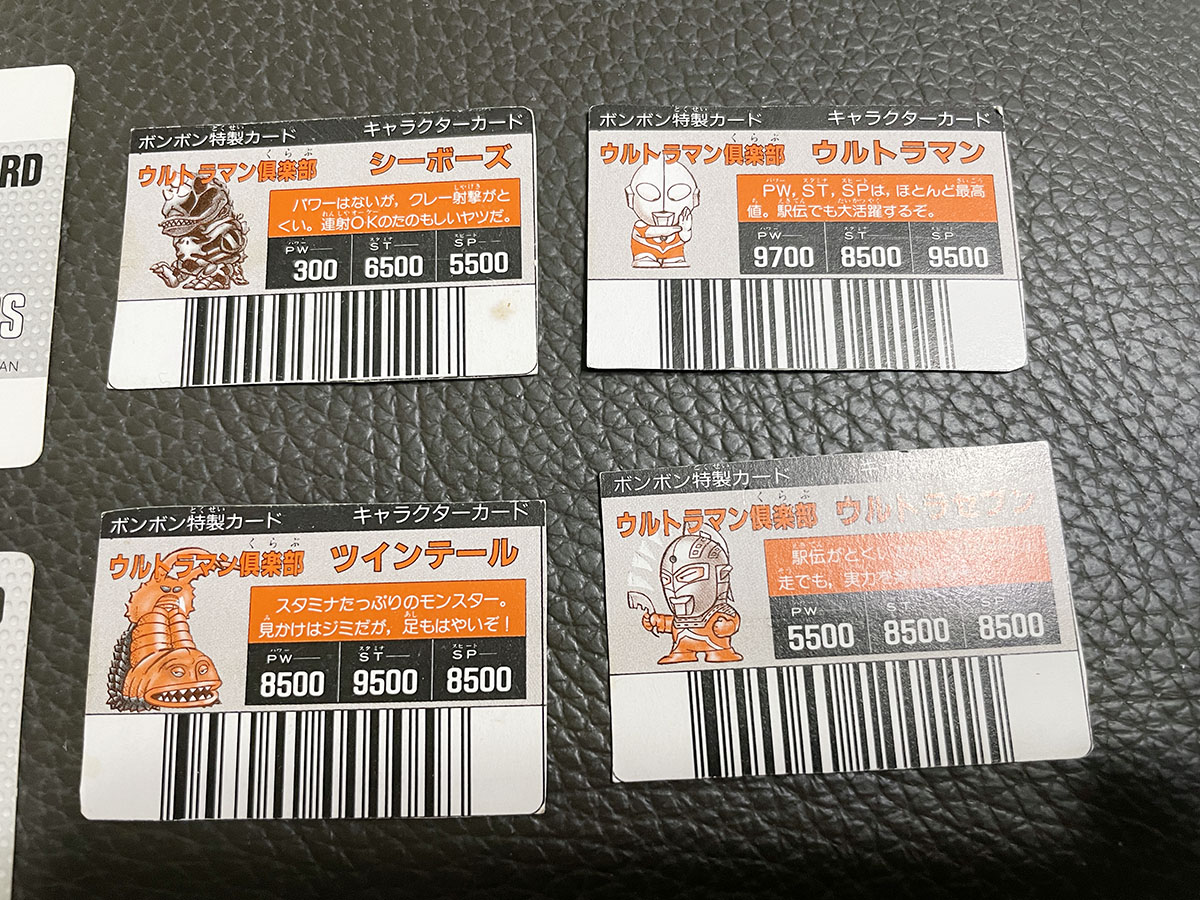 RD
S
AN
ボンボン特製カード キャラクターカード
ウルトラマン倶楽部 シーボーズ
パワーはないが，クレー射撃がと
くい。連射OKのたのもしいヤツだ。
PW ST SP
300 6500 5500
ボンボン特製カード キャラクターカード
ウルトラマン倶楽部 ウルトラマン
PW，ST，SPは，ほとんど最高
値。駅伝でも大活躍するぞ。
PW ST SP
9700 8500 9500
ボンボン特製カード キャラクターカード
ウルトラマン倶楽部 ツインテール
スタミナたっぷりのモンスター。
見かけはジミだが，足もはやいぞ！
PW ST SP
8500 9500 8500
ボンボン特製カード
ウルトラマン倶楽部 ウルトラセブン
駅伝がとくい
走でも，実力
PW ST SP
5500 8500 8500